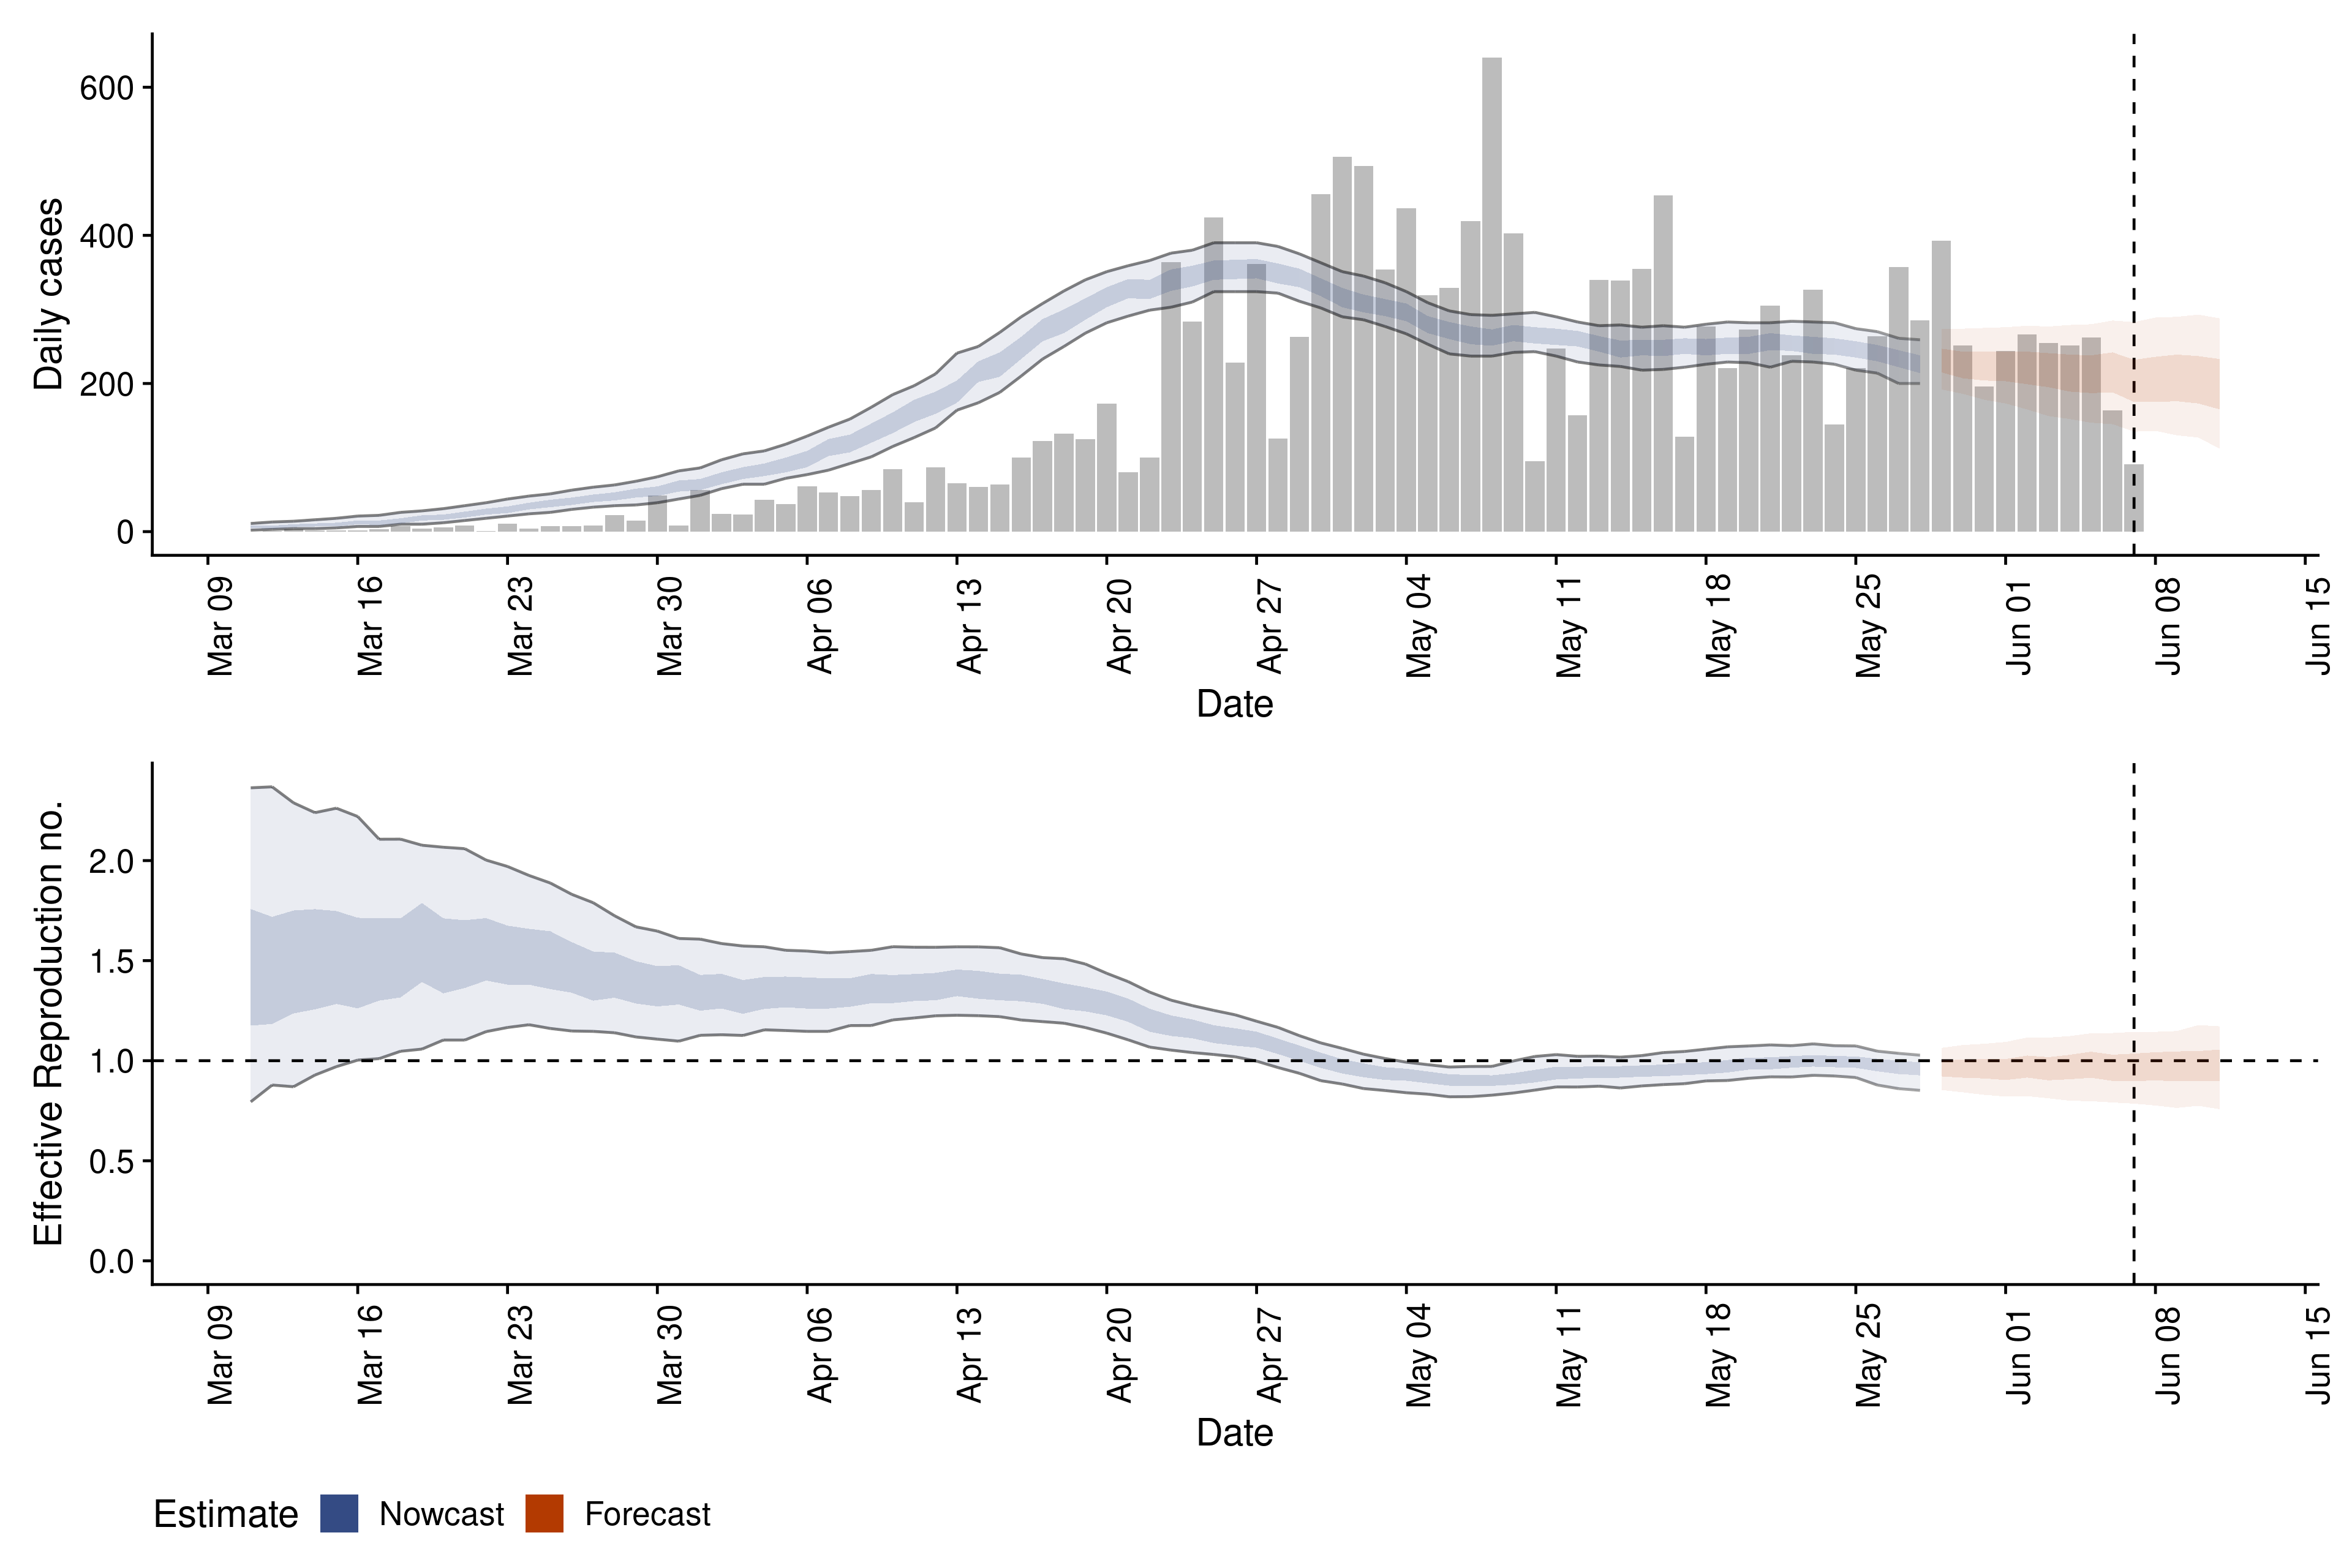 Daily cases
600
400
200
0
Mar 09
Mar 16
Mar 23
Mar 30
Apr 06
Apr 13
Apr 20
Apr 27
May 04
May 11
May 18
May 25
Jun 01
Jun 08
Jun 15
Date
Effective Reproduction no.
2.0
1.5
1.0
0.5
0.0
Mar 09
Mar 16
Mar 23
Mar 30
Apr 06
Apr 13
Apr 20
Apr 27
May 04
May 11
May 18
May 25
Jun 01
Jun 08
Jun 15
Date
Estimate Nowcast Forecast